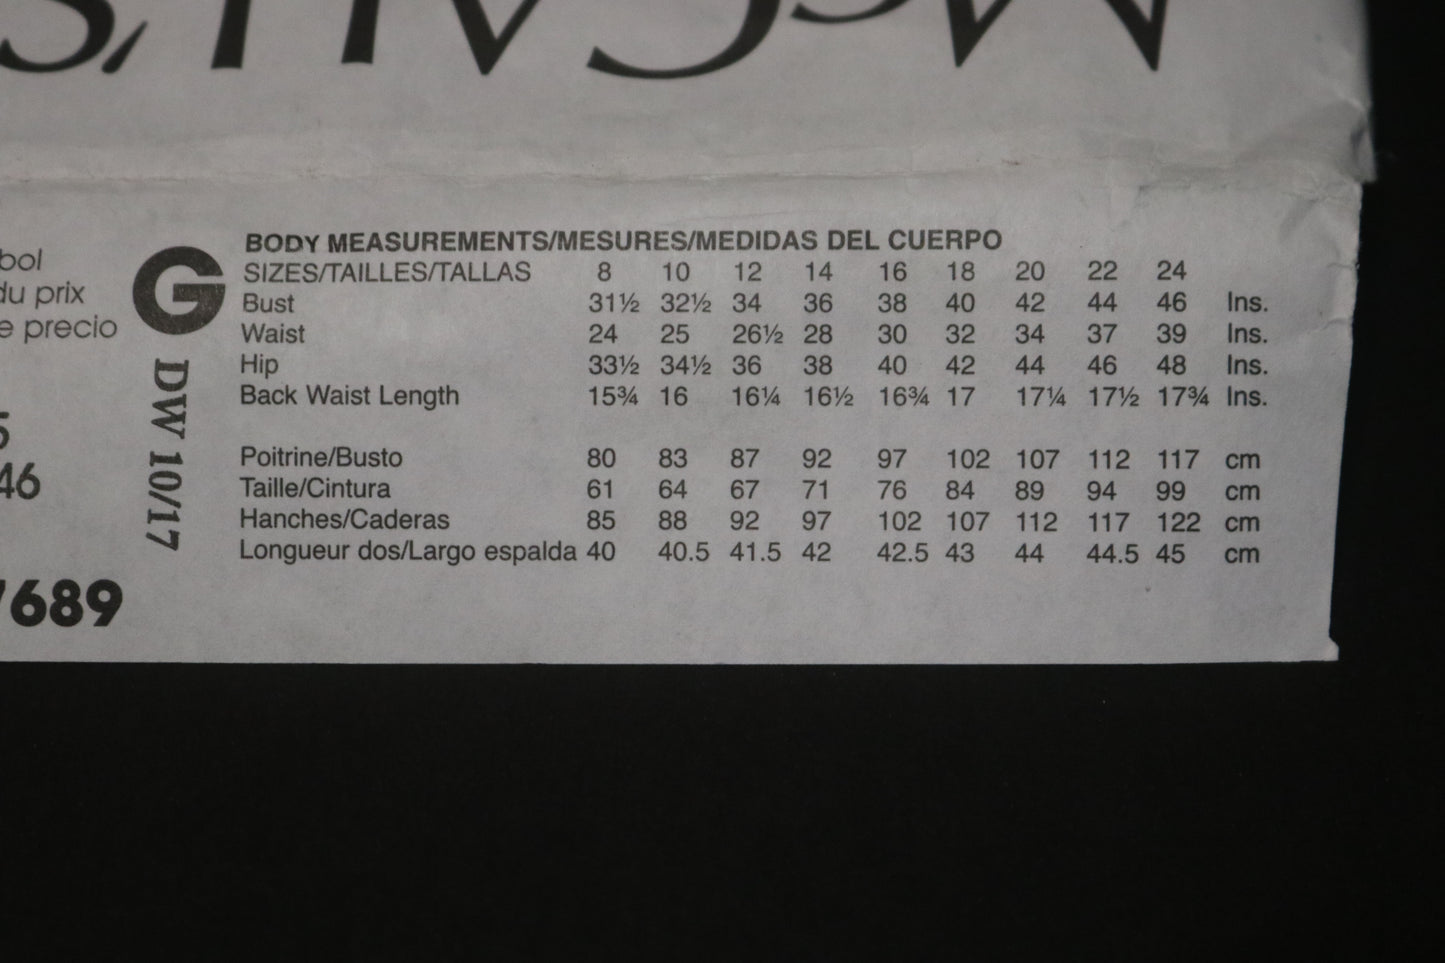 McCALL'S
bol
du prix
e precio
5
46
7689
G
DW 10/17
BODY MEASUREMENTS/MESURES/MEDIDAS DEL CUERPO
SIZES/TAILLES/TALLAS 8 10 12 14 16 18 20 22 24
Bust 31½ 32½ 34 36 38 40 42 44 46 Ins.
Waist 24 25 26½ 28 30 32 34 37 39 Ins.
Hip 33½ 34½ 36 38 40 42 44 46 48 Ins.
Back Waist Length 15¾ 16 16¼ 16½ 16¾ 17 17¼ 17½ 17¾ Ins.
Poitrine/Busto 80 83 87 92 97 102 107 112 117 cm
Taille/Cintura 61 64 67 71 76 84 89 94 99 cm
Hanches/Caderas 85 88 92 97 102 107 112 117 122 cm
Longueur dos/Largo espalda 40 40.5 41.5 42 42.5 43 44 44.5 45 cm